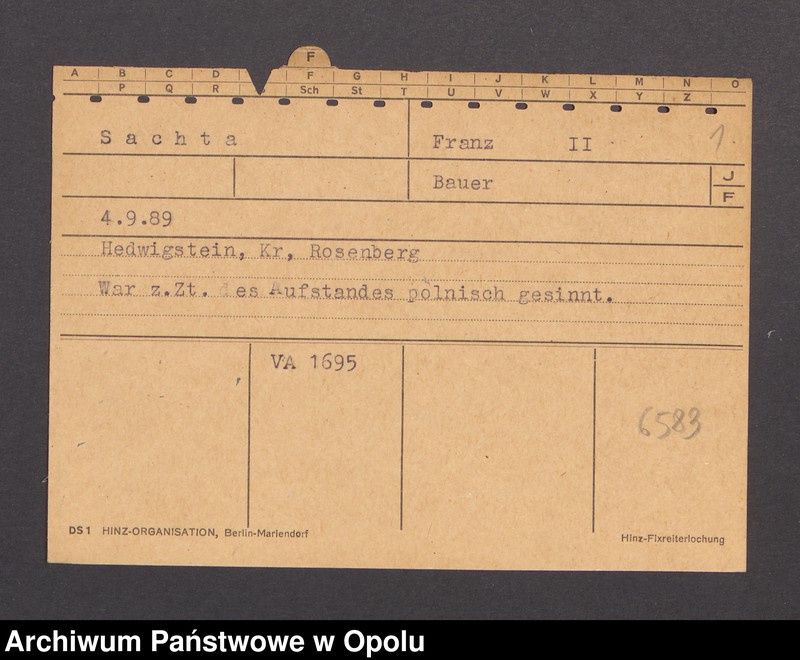 F
A B C D F G H I J K L M N O
P Q R Sch St T U V W X Y Z
Sachta Franz II 1
Bauer J
F
4.9.89
Hedwigstein, Kr, Rosenberg
War z.Zt. des Aufstandes polnisch gesinnt.
VA 1695
6583
DS1 HINZ-ORGANISATION, Berlin-Mariendorf Hinz-Fixreiterlochung
Archiwum Państwowe w Opolu